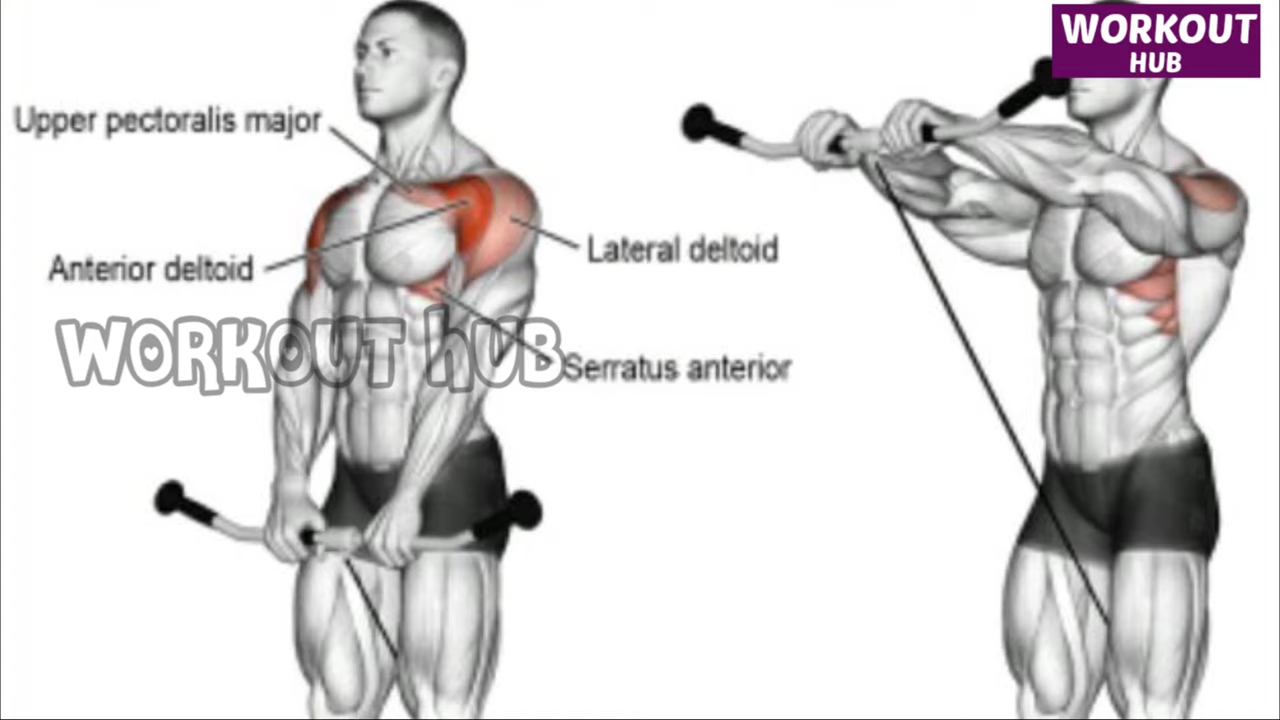 WORKOUT
HUB
Upper pectoralis major
Anterior deltoid
Lateral deltoid
WORKOUT hUB
Serratus anterior